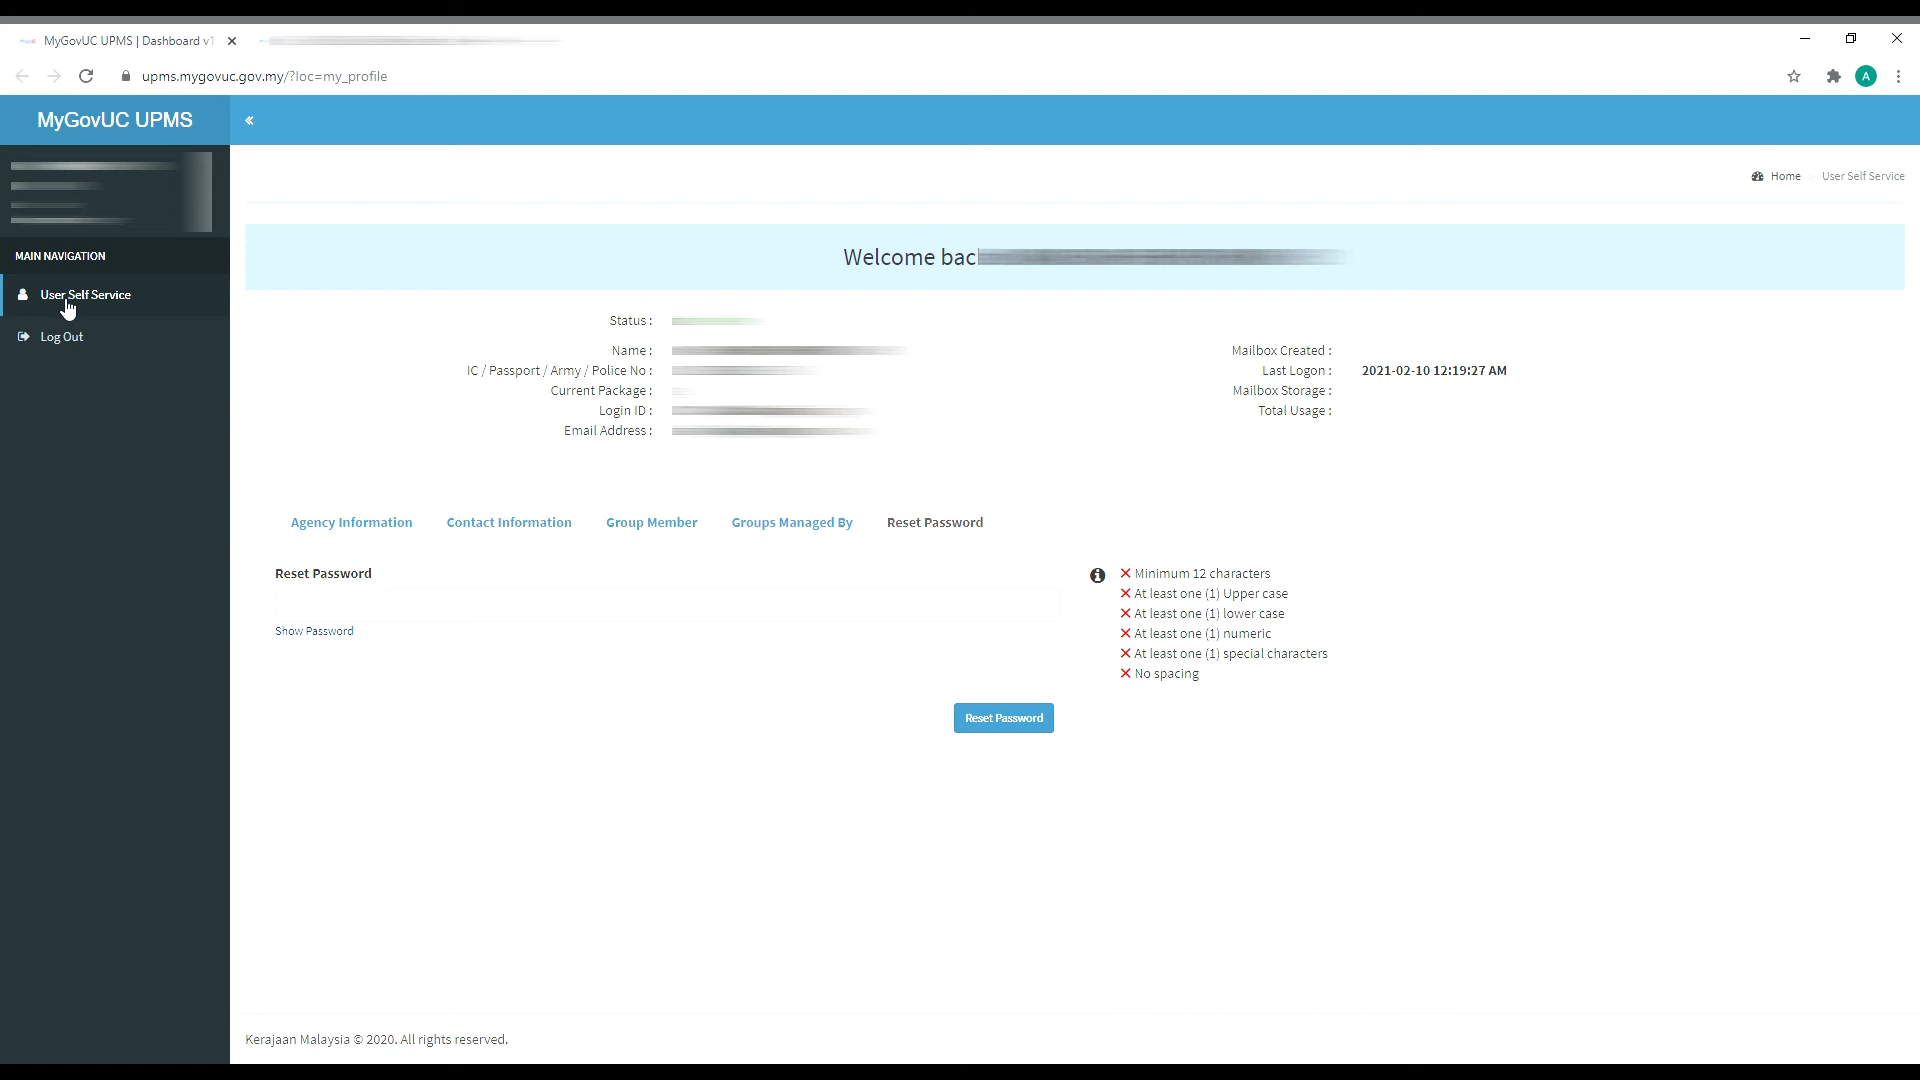 MyGovUC UPMS | Dashboard v1
upms.mygovuc.gov.my/?loc=my_profile
A
MyGovUC UPMS
«
Home
User Self Service
MAIN NAVIGATION
User Self Service
Log Out
Welcome bac
Status :
Name :
IC / Passport / Army / Police No :
Current Package :
Login ID :
Email Address :
Mailbox Created :
Last Logon : 2021-02-10 12:19:27 AM
Mailbox Storage :
Total Usage :
Agency Information Contact Information Group Member Groups Managed By Reset Password
Reset Password
Show Password
Reset Password
Minimum 12 characters
At least one (1) Upper case
At least one (1) lower case
At least one (1) numeric
At least one (1) special characters
No spacing
Kerajaan Malaysia © 2020. All rights reserved.